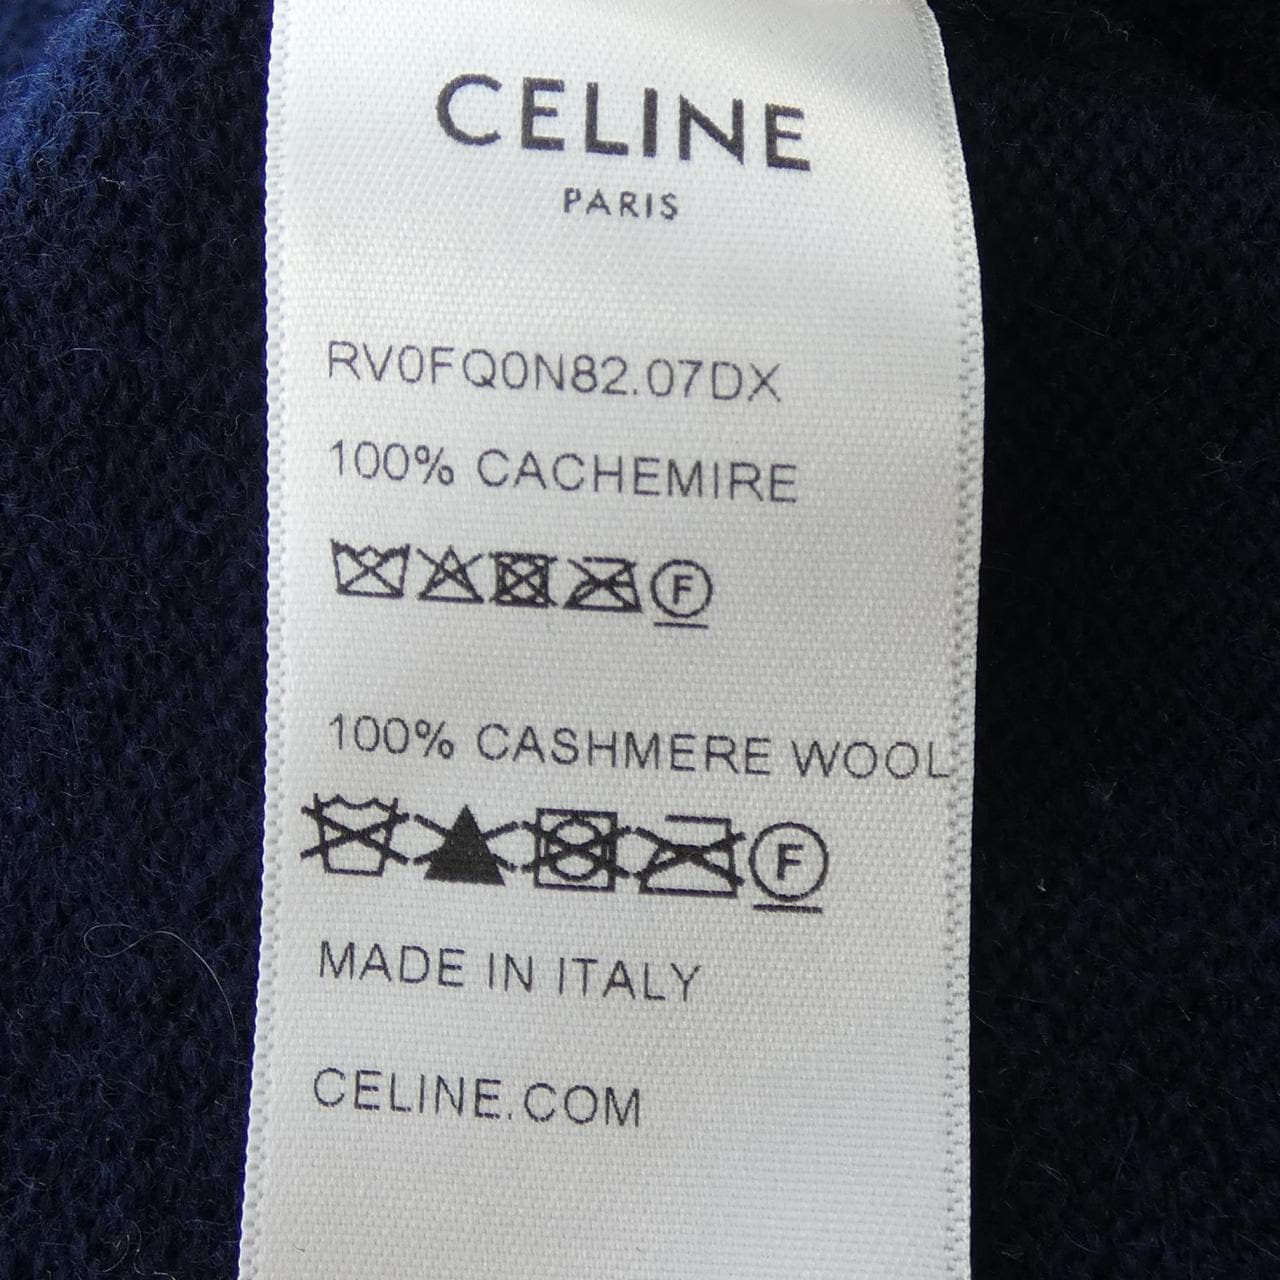 CELINE
PARIS
RV0FQ0N82.07DX
100% CACHEMIRE
F
100% CASHMERE WOOL
F
MADE IN ITALY
CELINE.COM